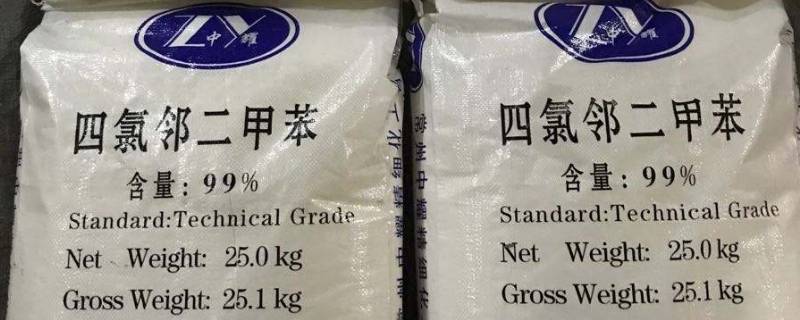 ZY
中耀
四氯邻二甲苯
含量：99%
Standard:Technical Grade
Net Weight: 25.0 kg
Gross Weight: 25.1 kg
ZY
中耀
四氯邻二甲苯
含量：99%
Standard:Technical Grade
Net Weight: 25.0 kg
Gross Weight: 25.1 kg